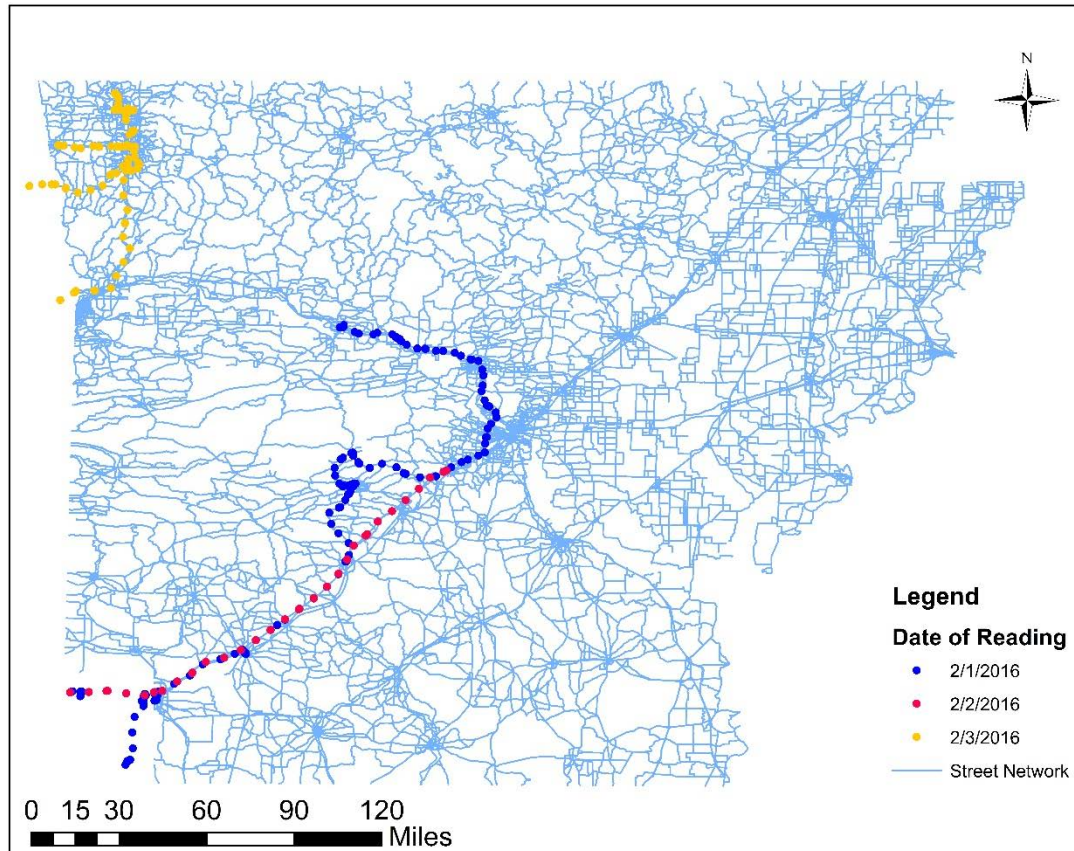 N
Legend
Date of Reading
2/1/2016
2/2/2016
2/3/2016
Street Network
0 15 30 60 90 120
Miles